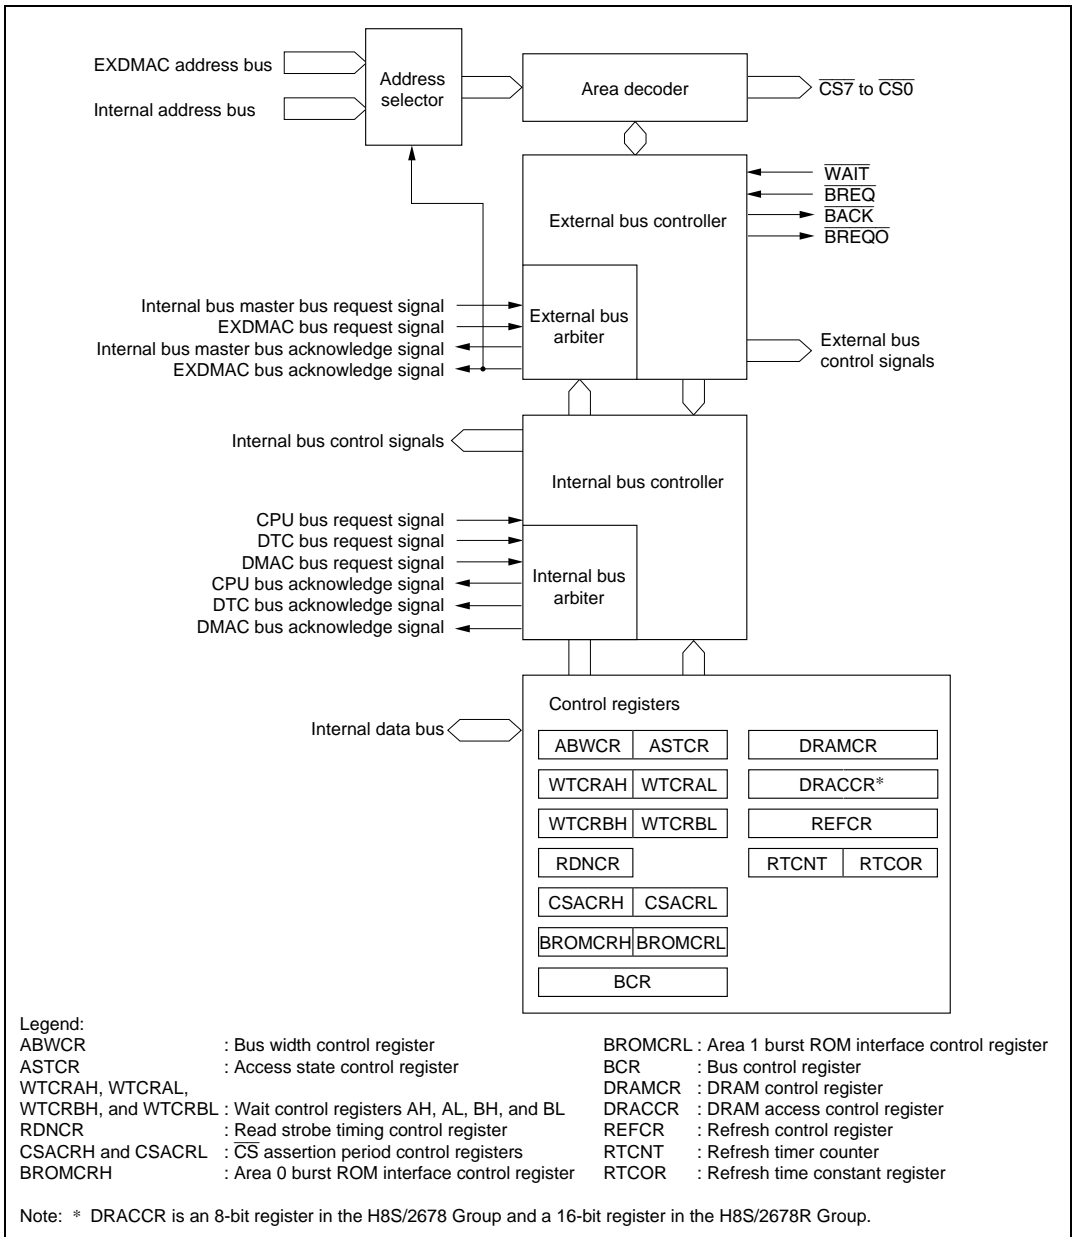 EXDMAC address bus
Internal address bus
Address
selector
Area decoder
CS7 to CS0
External bus controller
WAIT
BREQ
BACK
BREQO
Internal bus master bus request signal
EXDMAC bus request signal
Internal bus master bus acknowledge signal
EXDMAC bus acknowledge signal
External bus
arbiter
External bus
control signals
Internal bus control signals
Internal bus controller
CPU bus request signal
DTC bus request signal
DMAC bus request signal
CPU bus acknowledge signal
DTC bus acknowledge signal
DMAC bus acknowledge signal
Internal bus
arbiter
Internal data bus
Control registers
ABWCR ASTCR DRAMCR
WTCRAH WTCRAL DRACCR*
WTCRBH WTCRBL REFCR
RDNCR RTCNT RTCOR
CSACRH CSACRL
BROMCRH BROMCRL
BCR
Legend:
ABWCR : Bus width control register
ASTCR : Access state control register
WTCRAH, WTCRAL,
WTCRBH, and WTCRBL : Wait control registers AH, AL, BH, and BL
RDNCR : Read strobe timing control register
CSACRH and CSACRL : CS assertion period control registers
BROMCRH : Area 0 burst ROM interface control register
BROMCRL : Area 1 burst ROM interface control register
BCR : Bus control register
DRAMCR : DRAM control register
DRACCR : DRAM access control register
REFCR : Refresh control register
RTCNT : Refresh timer counter
RTCOR : Refresh time constant register
Note: * DRACCR is an 8-bit register in the H8S/2678 Group and a 16-bit register in the H8S/2678R Group.